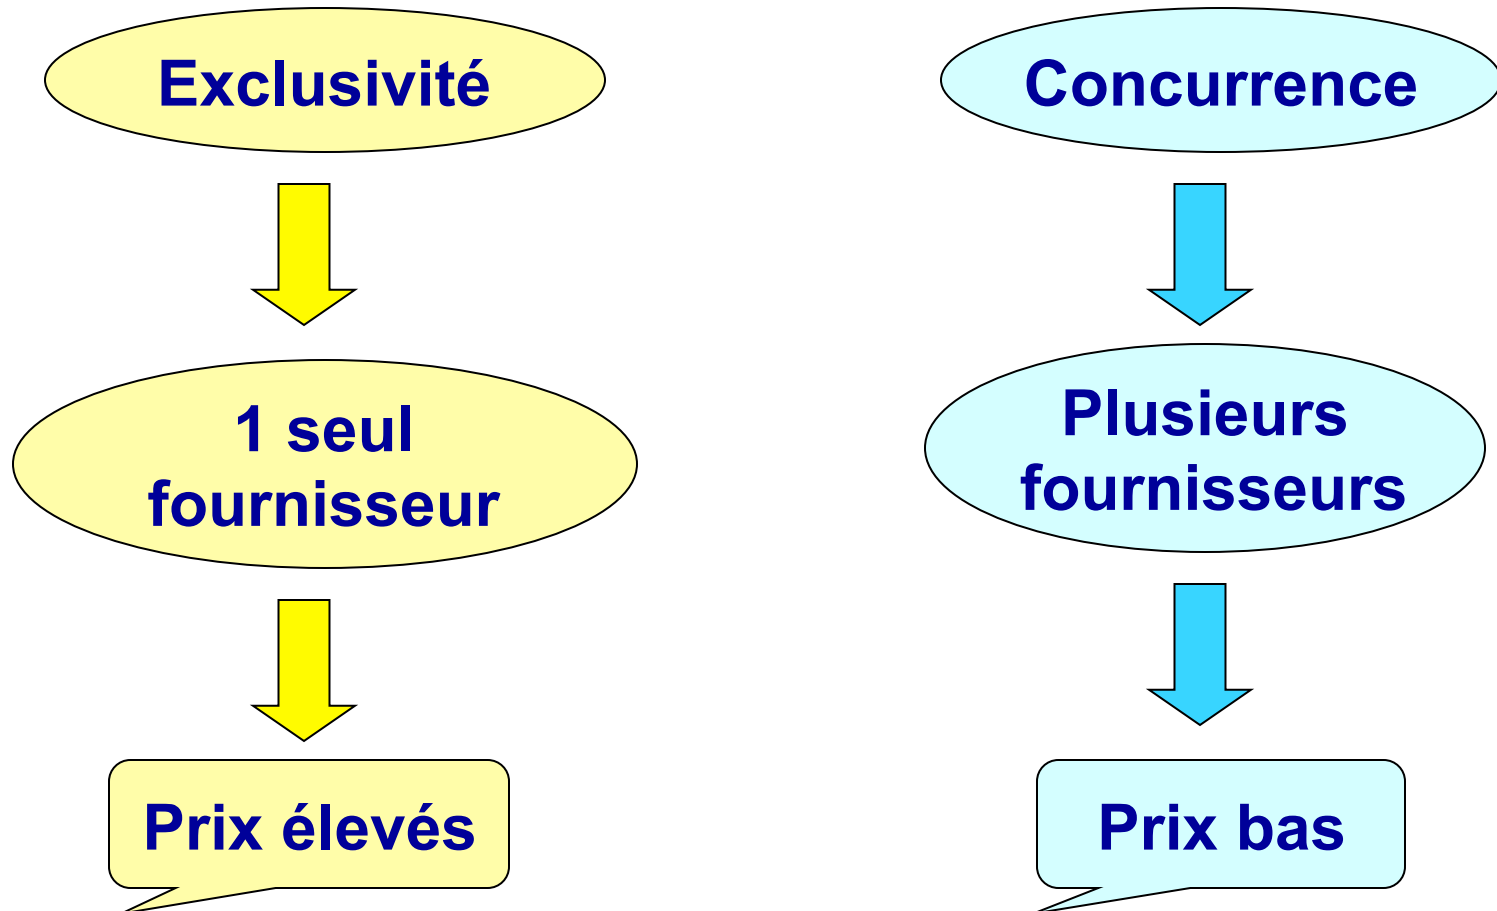 Exclusivité
1 seul
fournisseur
Prix élevés
Concurrence
Plusieurs
fournisseurs
Prix bas